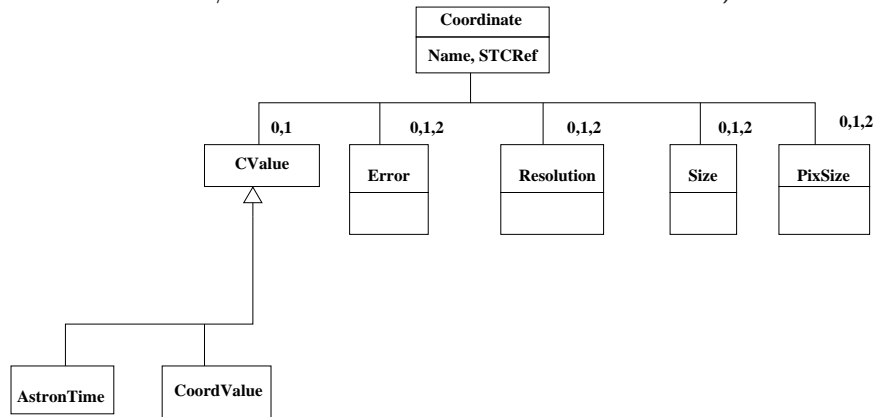 Coordinate
Name, STCRef
0,1
0,1,2
0,1,2
0,1,2
0,1,2
CValue
Error
Resolution
Size
PixSize
AstronTime
CoordValue